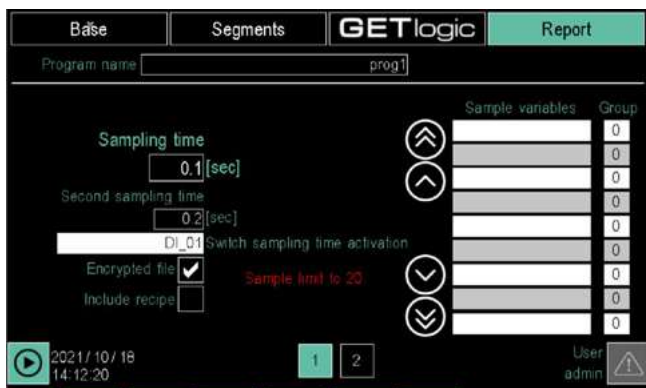 Base Segments GETlogic Report
Program name prog1
Sample variables Group
Sampling time
0
0.1 [sec]
0
0
Second sampling time
0
0.2 [sec]
0
DI_01 Switch sampling time activation
0
Encrypted file
Sample limit to 20
0
Include recipe
0
0
2021/10/18
14:12:20
1 2
User
admin